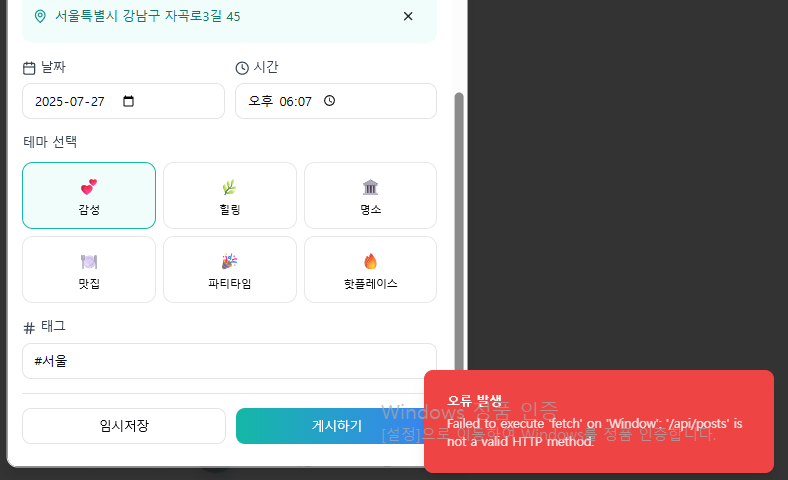 서울특별시 강남구 자곡로3길 45
날짜
시간
2025-07-27
오후 06:07
테마 선택
감성
힐링
명소
맛집
파티타임
핫플레이스
# 태그
#서울
임시저장
게시하기
오류 발생
Failed to execute 'fetch' on 'Window': '/api/posts' is
not a valid HTTP method.
Windows 정품 인증
[설정]으로 이동하여 Windows를 정품 인증합니다.